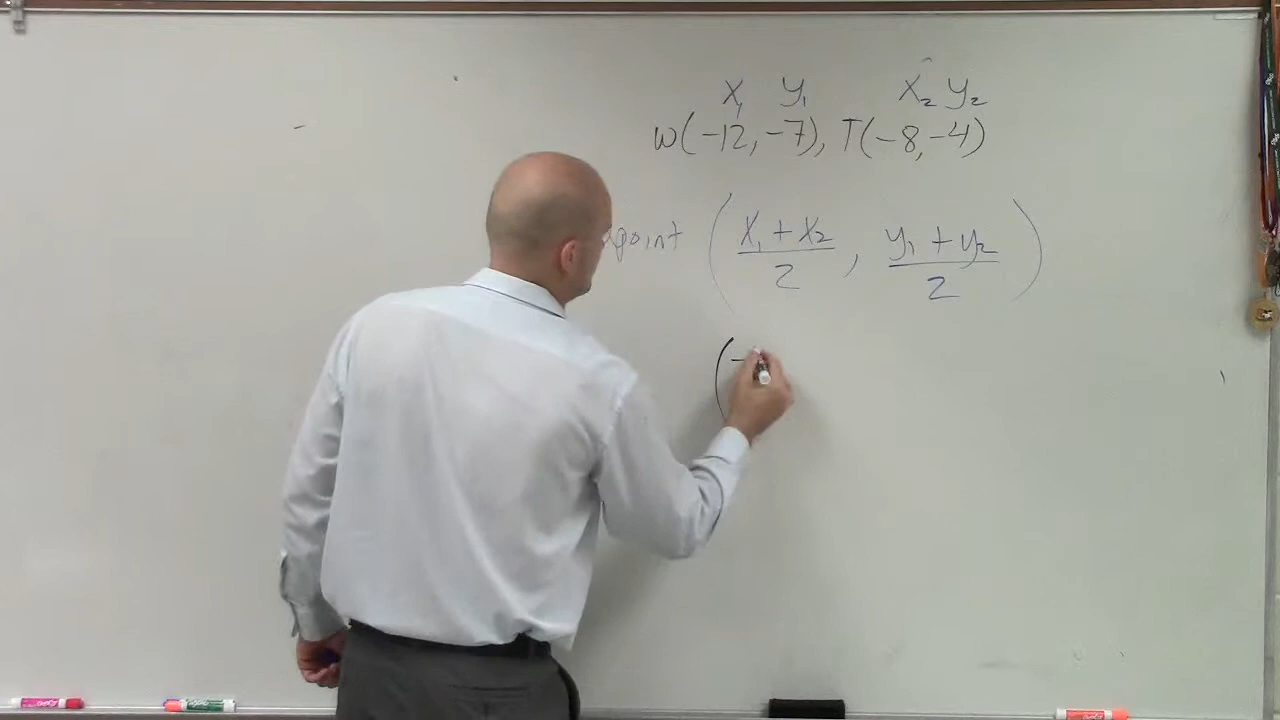 x₁ y₁ x₂ y₂
W(-12, -7), T(-8, -4)
point ( x₁ + x₂ / 2 , y₁ + y₂ / 2 )
( -